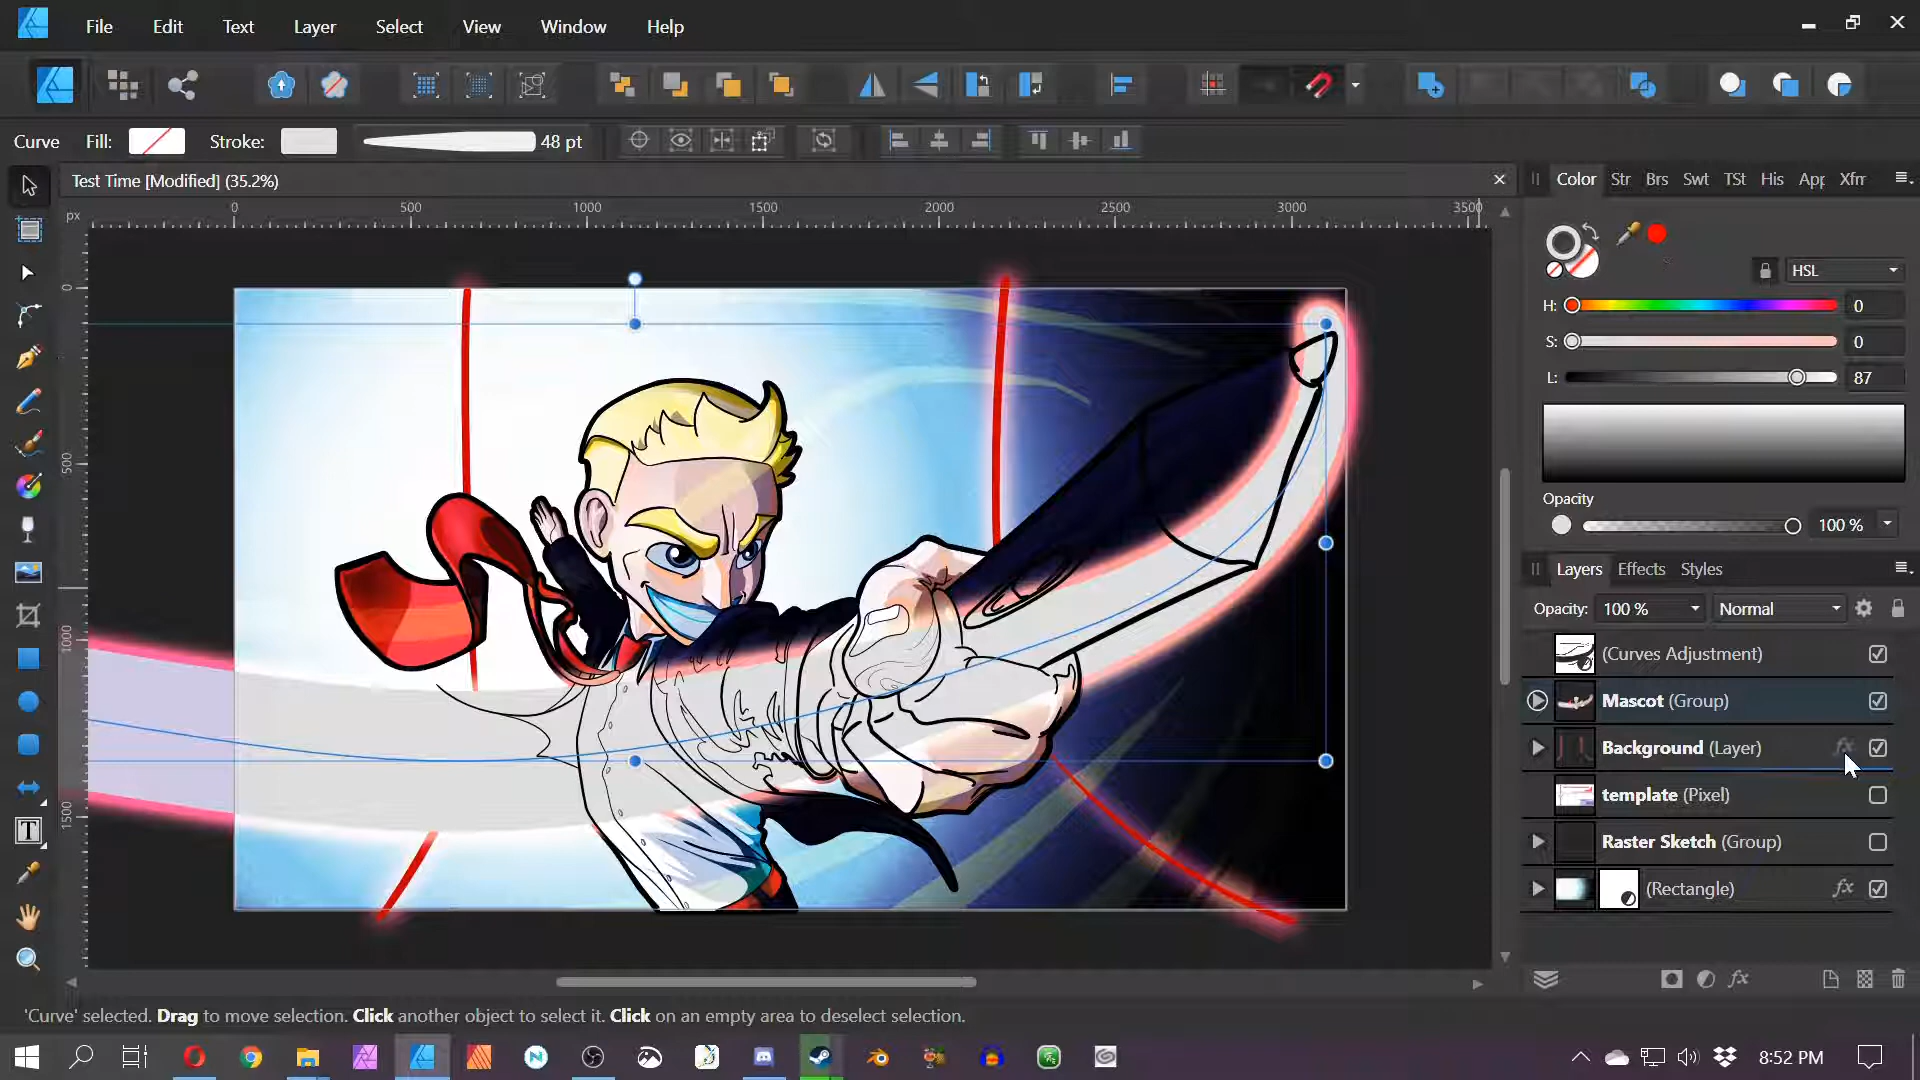 File Edit Text Layer Select View Window Help
Curve Fill: Stroke: 48 pt
Test Time [Modified] (35.2%)
Color Str Brs Swt TSt His App Xfrr
px 0 500 1000 1500 2000 2500 3000 3500
0
500
1000
1500
HSL
H: 0
S: 0
L: 87
Opacity
100 %
Layers Effects Styles
Opacity: 100 % Normal
(Curves Adjustment)
Mascot (Group)
Background (Layer) fx
template (Pixel)
Raster Sketch (Group)
(Rectangle) fx
fx
'Curve' selected. Drag to move selection. Click another object to select it. Click on an empty area to deselect selection.
8:52 PM